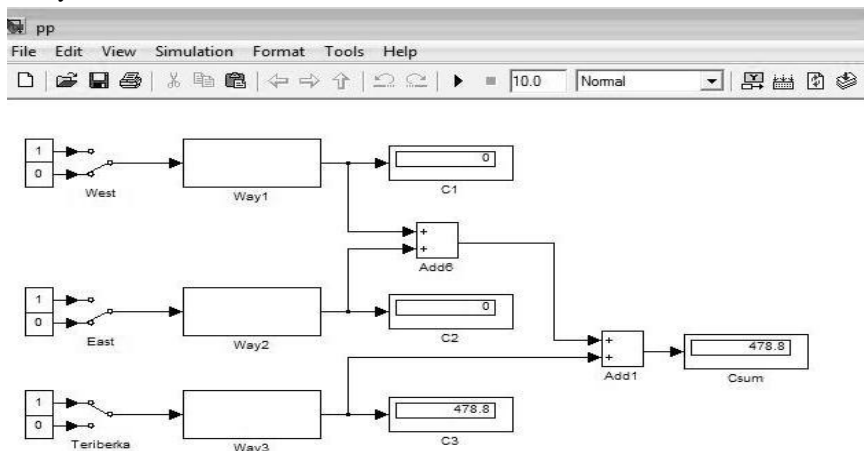 pp
File Edit View Simulation Format Tools Help
10.0 Normal
1
0
West
Way1
0
C1
+
+
Add6
1
0
East
Way2
0
C2
+
+
Add1
478.8
Csum
1
0
Teriberka
Way3
478.8
C3